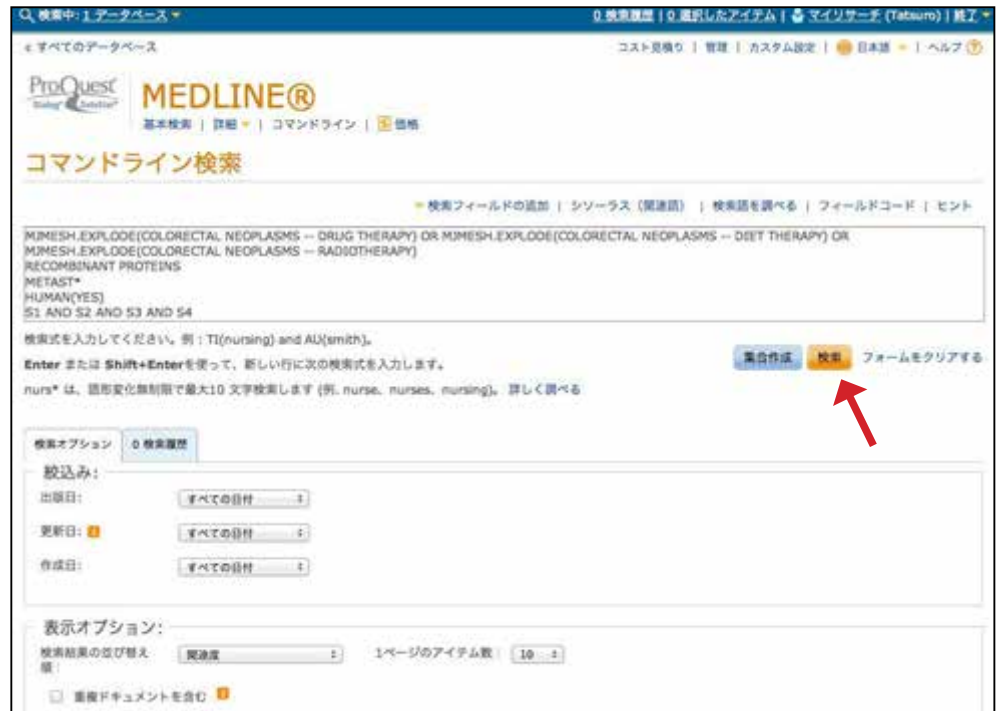 検索中: 1 データベース
0 検索履歴 | 0 選択したアイテム | マイリサーチ (Tatsuro) | 終了
« すべてのデータベース
コスト見積り | 管理 | カスタム設定 | 日本語 | ヘルプ ?
ProQuest
Dialog Solution
MEDLINE®
基本検索 | 詳細 | コマンドライン | $ 価格
コマンドライン検索
検索フィールドの追加 | シソーラス (関連語) | 検索語を調べる | フィールドコード | ヒント
MJMESH.EXPLODE(COLORECTAL NEOPLASMS -- DRUG THERAPY) OR MJMESH.EXPLODE(COLORECTAL NEOPLASMS -- DIET THERAPY) OR
MJMESH.EXPLODE(COLORECTAL NEOPLASMS -- RADIOTHERAPY)
RECOMBINANT PROTEINS
METAST*
HUMAN(YES)
S1 AND S2 AND S3 AND S4
検索式を入力してください。例 : TI(nursing) and AU(smith)。
Enter または Shift+Enterを使って、新しい行に次の検索式を入力します。
集合作成 検索 フォームをクリアする
nurs* は、語形変化無制限で最大10 文字検索します (例. nurse、nurses、nursing)。 詳しく調べる
検索オプション 0 検索履歴
絞込み:
出版日: すべての日付
更新日: すべての日付
作成日: すべての日付
表示オプション:
検索結果の並び替え 関連度 1ページのアイテム数 : 10
順:
重複ドキュメントを含む